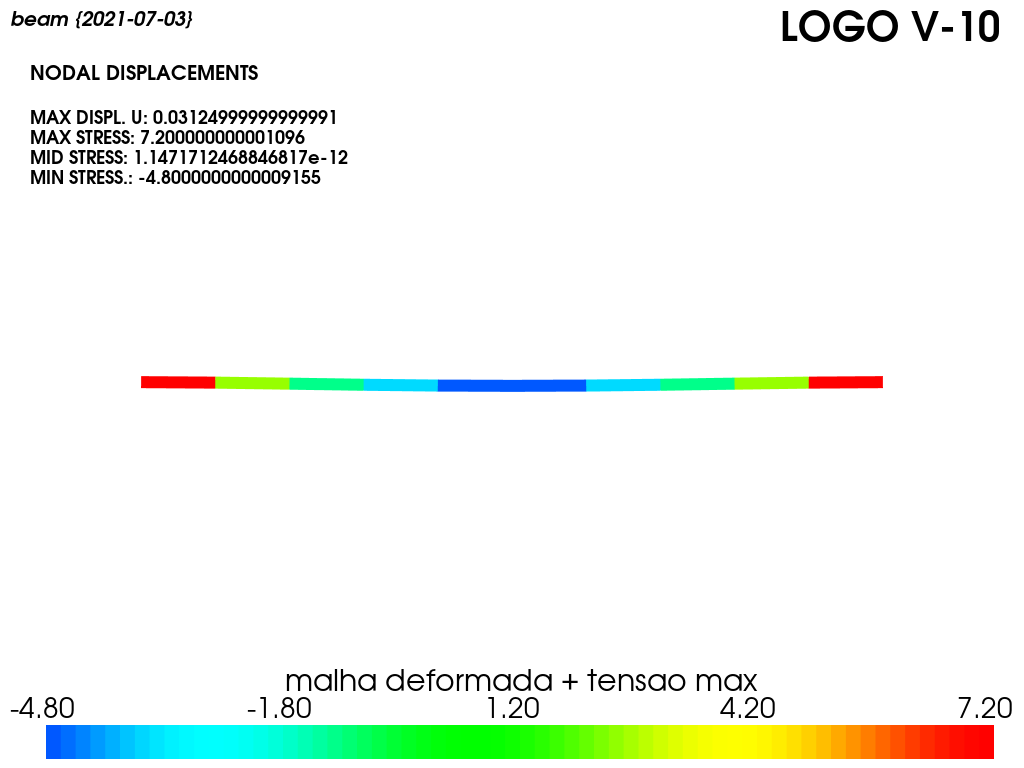 beam {2021-07-03}
LOGO V-10
NODAL DISPLACEMENTS
MAX DISPL. U: 0.03124999999999991
MAX STRESS: 7.200000000001096
MID STRESS: 1.1471712468846817e-12
MIN STRESS.: -4.8000000000009155
malha deformada + tensao max
-4.80 -1.80 1.20 4.20 7.20